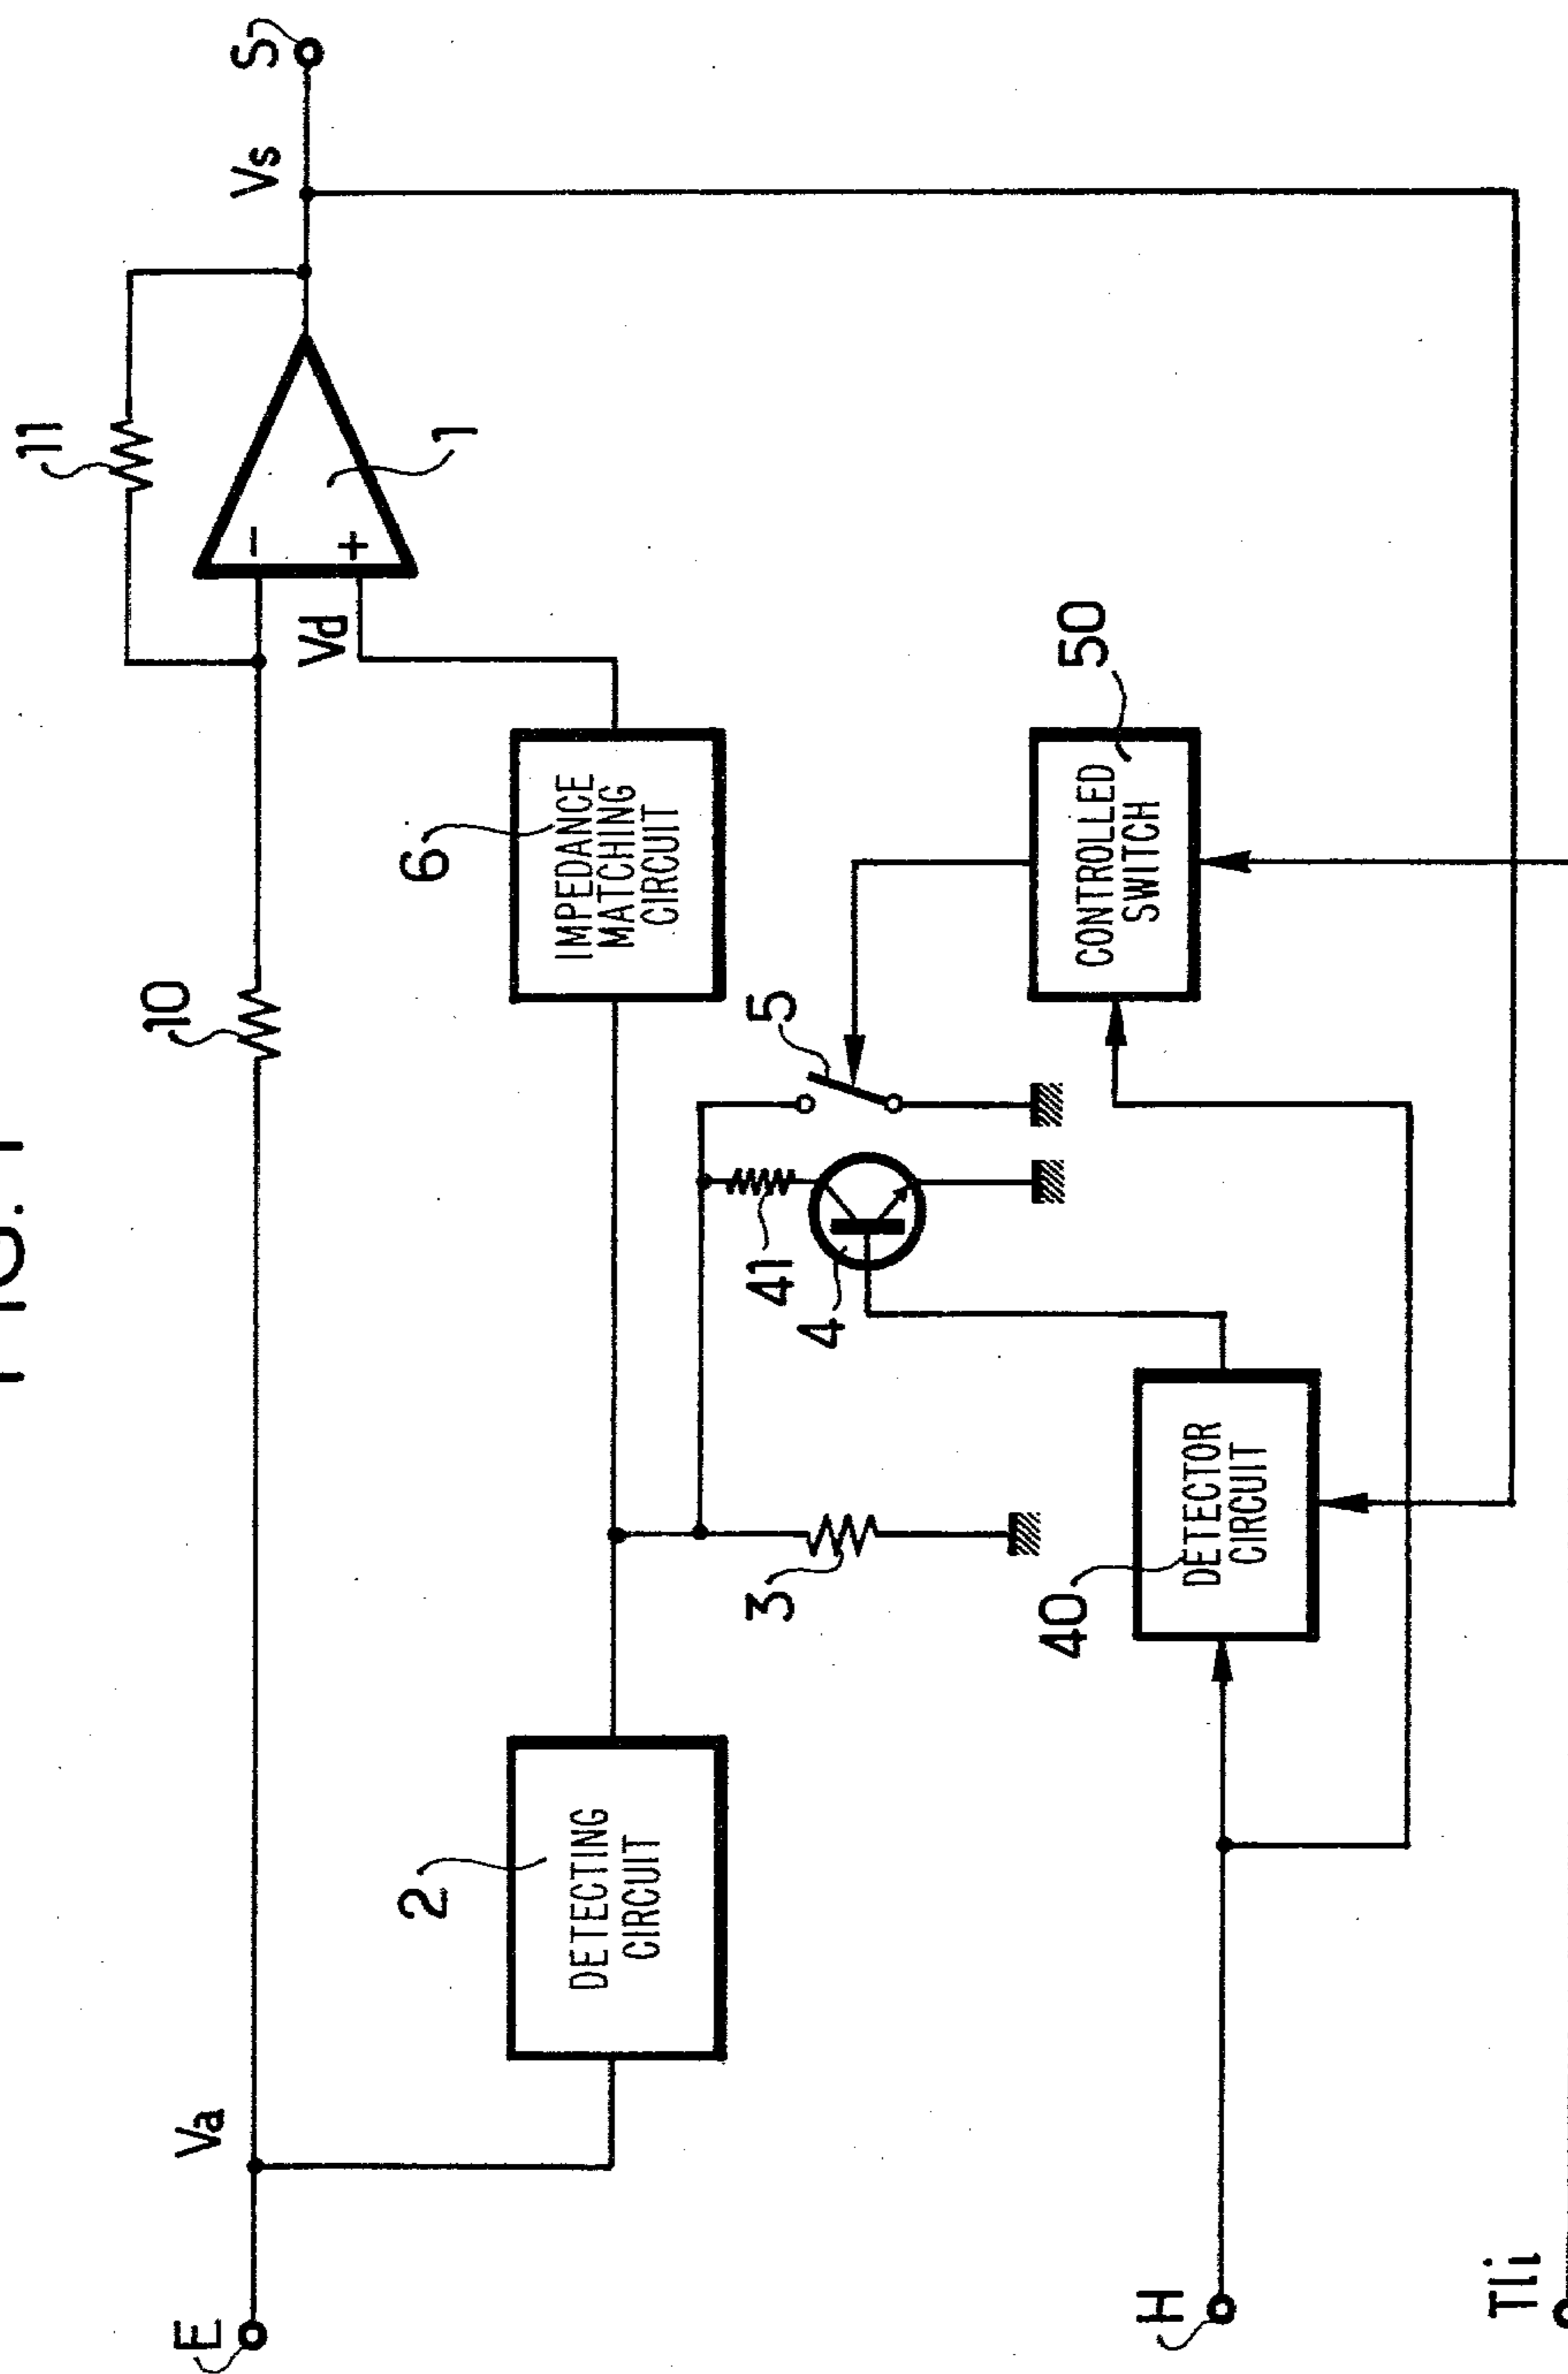 FIG. 1
11
S
Vs
10
-
+
1
Vd
Va
E
6
IMPEDANCE
MATCHING
CIRCUIT
2
DETECTING
CIRCUIT
5
41
4
3
50
CONTROLLED
SWITCH
40
DETECTOR
CIRCUIT
H
Tli